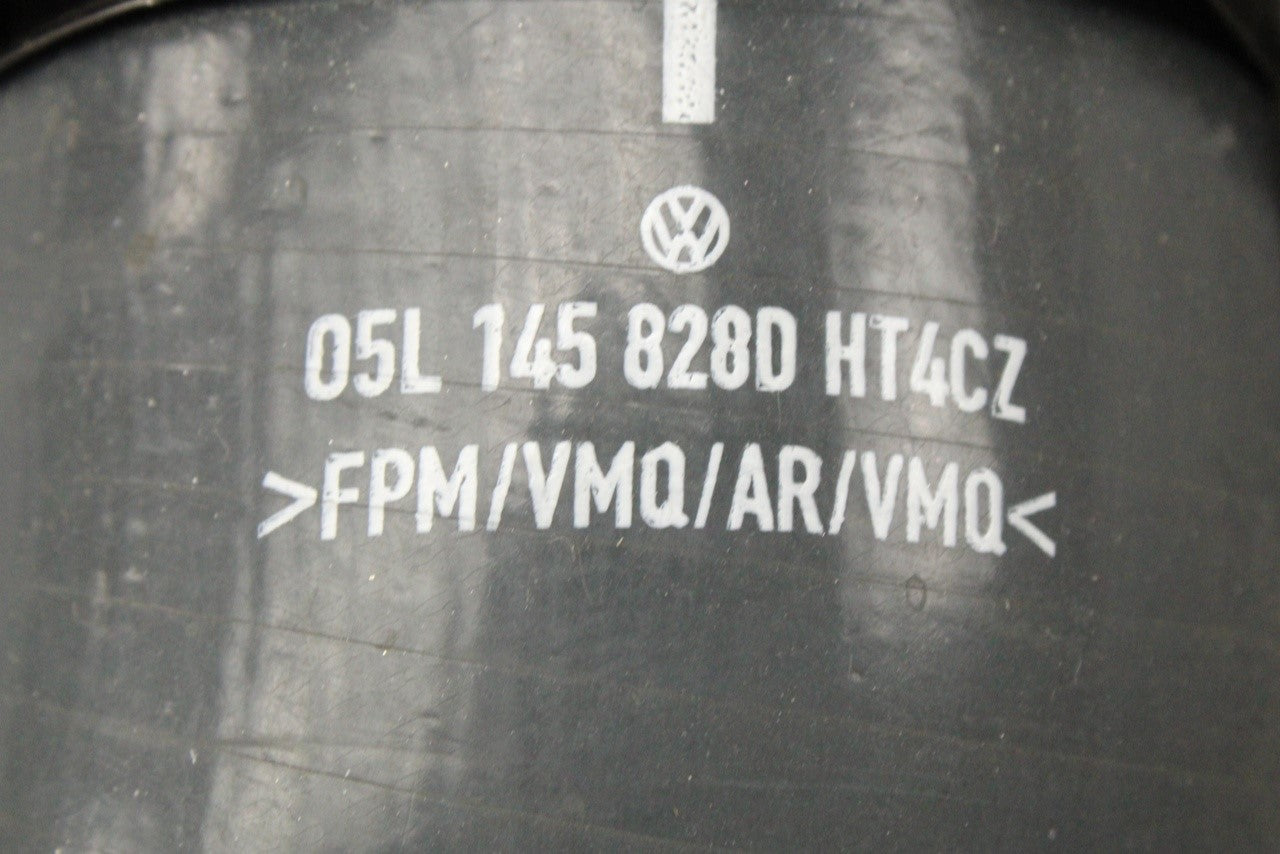 05L 145 828D HT4CZ
>FPM/VMQ/AR/VMQ<